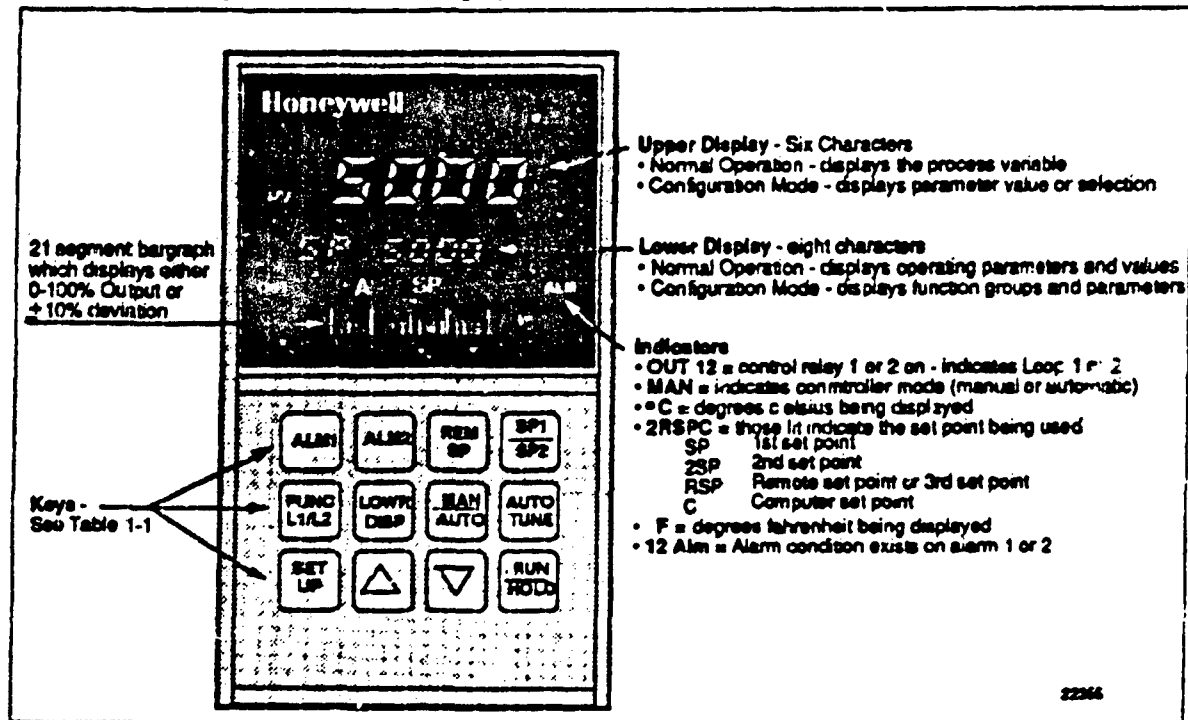 Honeywell
Upper Display - Six Characters
• Normal Operation - displays the process variable
• Configuration Mode - displays parameter value or selection
Lower Display - eight characters
• Normal Operation - displays operating parameters and values
• Configuration Mode - displays function groups and parameters
21 segment bargraph
which displays either
0-100% Output or
± 10% deviation
A SP
ALM
Indicators
• OUT 12 = control relay 1 or 2 on - indicates Loop 1 or 2
• MAN = indicates conmtroller mode (manual or automatic)
• °C = degrees c elsius being displayed
• 2RSPC = those lit indicate the set point being used
SP 1st set point
2SP 2nd set point
RSP Remote set point or 3rd set point
C Computer set point
• F = degrees fahrenheit being displayed
• 12 Alm = Alarm condition exists on alarm 1 or 2
Keys -
See Table 1-1
ALM1 ALM2 REM SP SP1 SP2
FUNC L1/L2 LOWR DISP MAN AUTO AUTO TUNE
SET UP RUN HOLD
22366